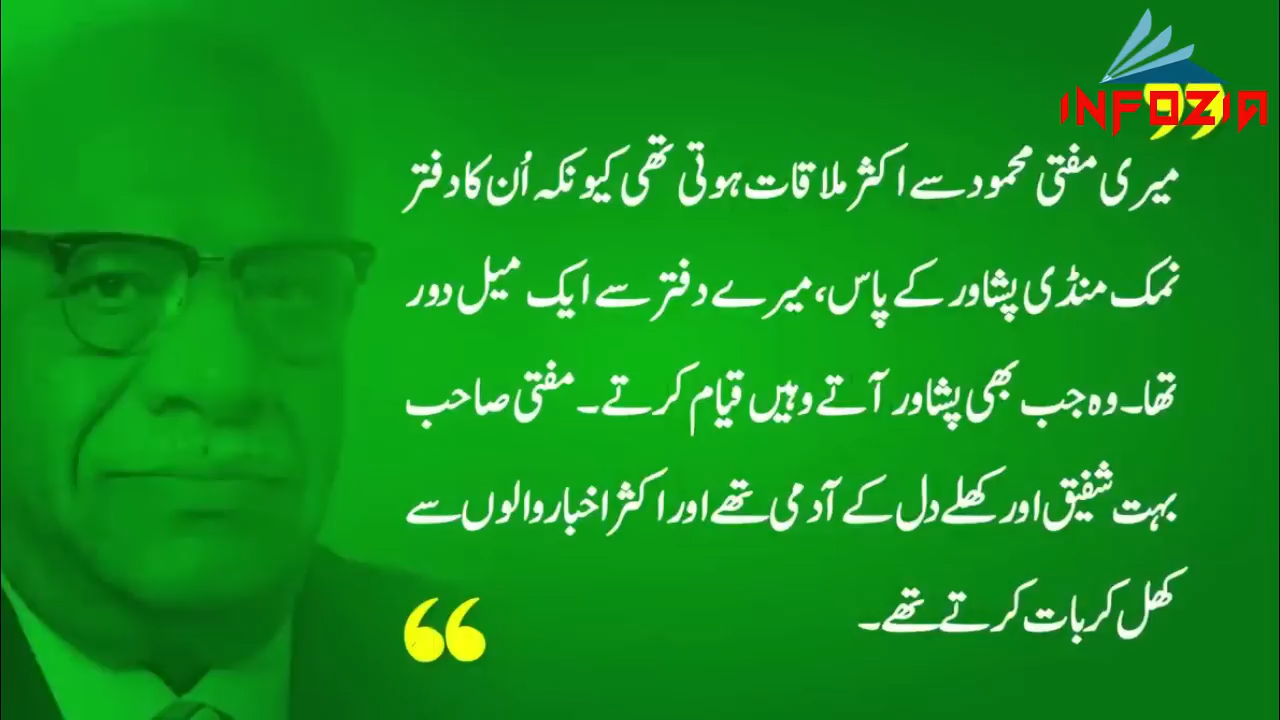 INFOZIA
میری مفتی محمود سے اکثر ملاقات ہوتی تھی کیونکہ اُن کا دفتر
نمک منڈی پشاور کے پاس، میرے دفتر سے ایک میل دور
تھا۔ وہ جب بھی پشاور آتے وہیں قیام کرتے۔ مفتی صاحب
بہت شفیق اور کھلے دل کے آدمی تھے اور اکثر اخبار والوں سے
کھل کر بات کرتے تھے۔